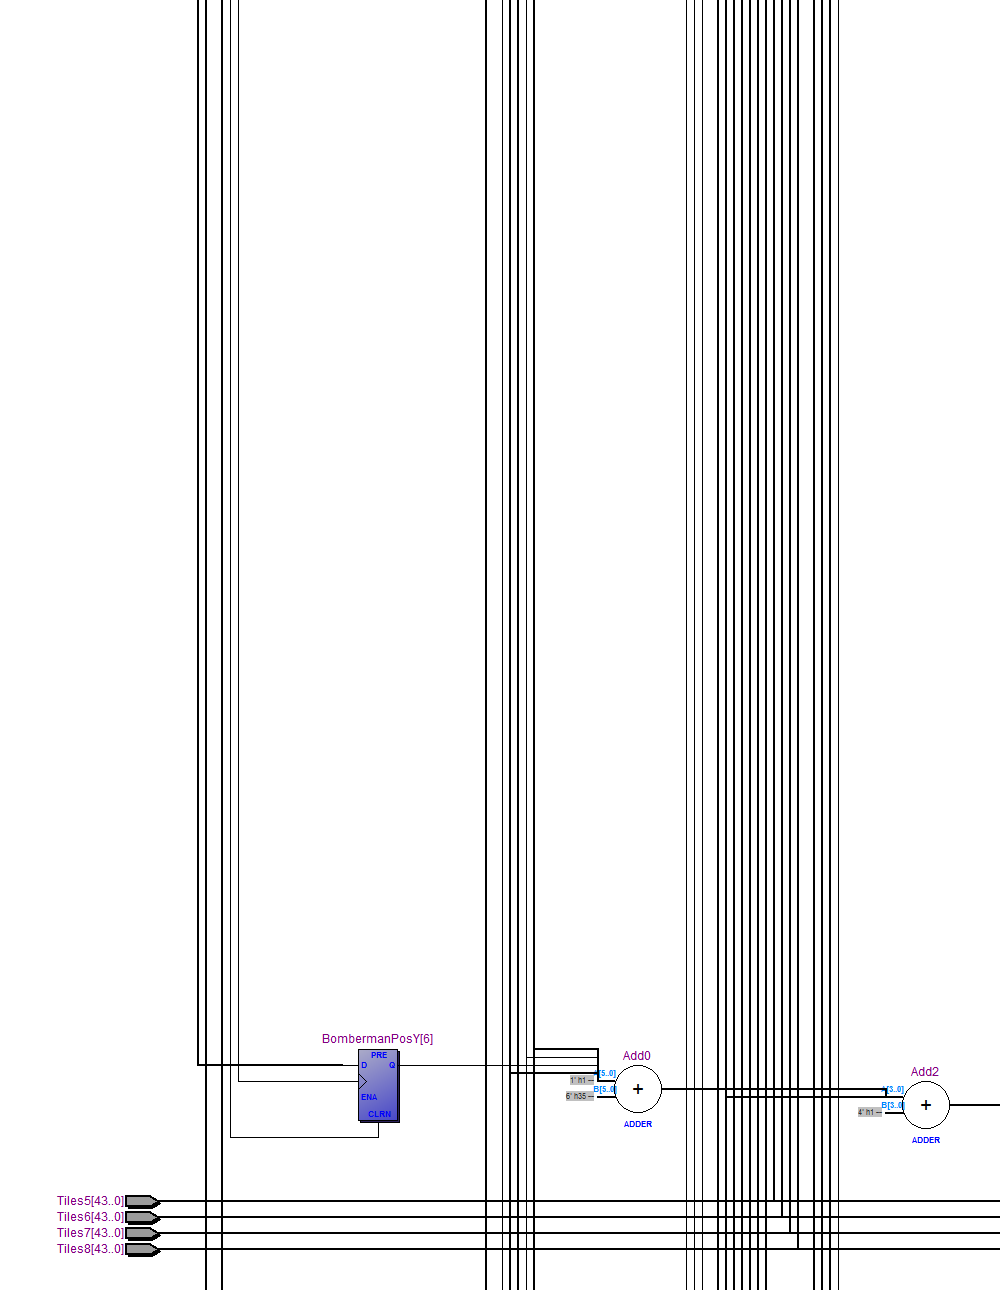 BombermanPosY[6]
PRE
D Q
ENA
CLRN
Add0
A[5..0]
1' h1 --
B[5..0]
6' h35 --
+
ADDER
Add2
A[3..0]
B[3..0]
4' h1 --
+
ADDER
Tiles5[43..0]
Tiles6[43..0]
Tiles7[43..0]
Tiles8[43..0]